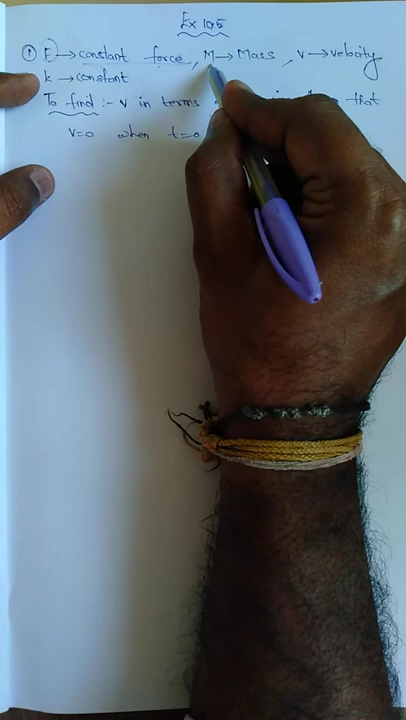 Ex 10.5
① F → constant force, M → Mass, v → velocity
k → constant
To find :- v in terms that
v=0 when t=0